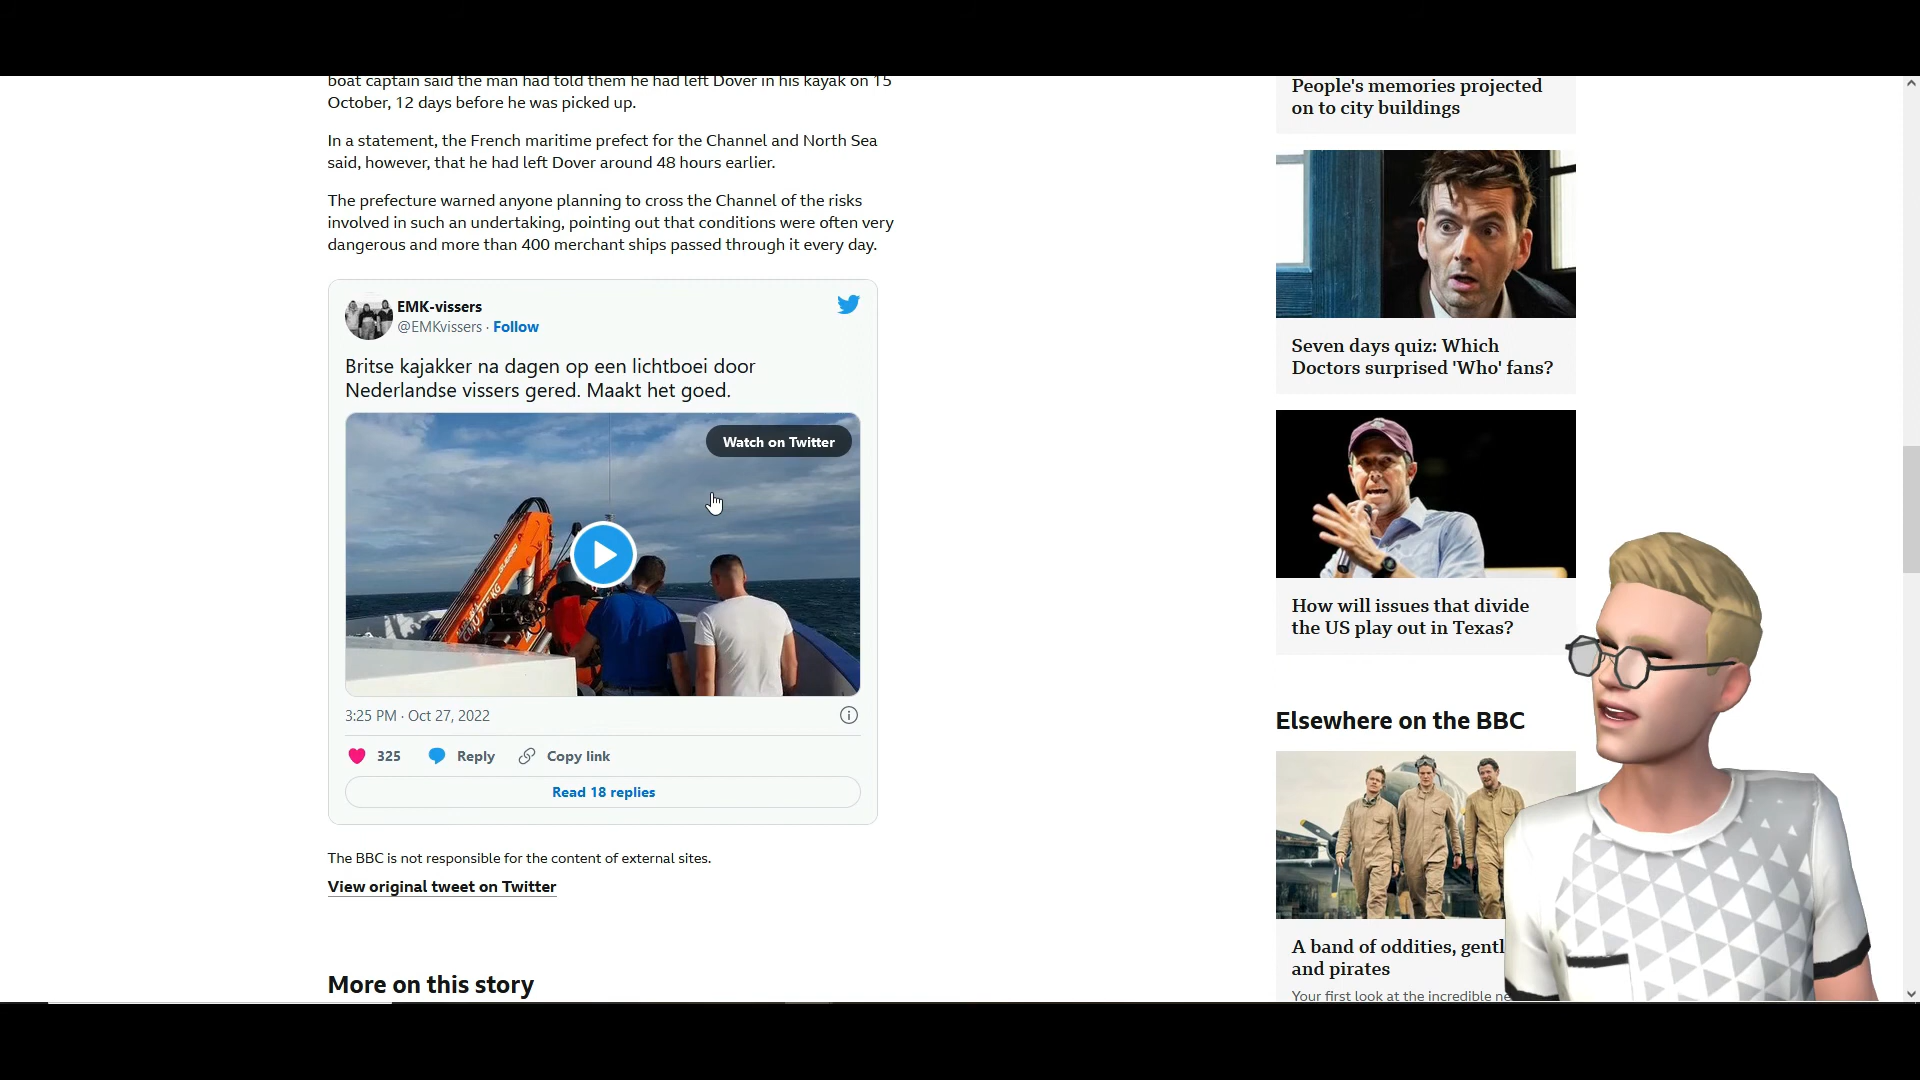 boat captain said the man had told them he had left Dover in his kayak on 15
October, 12 days before he was picked up.
In a statement, the French maritime prefect for the Channel and North Sea
said, however, that he had left Dover around 48 hours earlier.
The prefecture warned anyone planning to cross the Channel of the risks
involved in such an undertaking, pointing out that conditions were often very
dangerous and more than 400 merchant ships passed through it every day.
EMK-vissers
@EMKvissers · Follow
Britse kajakker na dagen op een lichtboei door
Nederlandse vissers gered. Maakt het goed.
Watch on Twitter
3:25 PM · Oct 27, 2022
325 Reply Copy link
Read 18 replies
The BBC is not responsible for the content of external sites.
View original tweet on Twitter
More on this story
People's memories projected
on to city buildings
Seven days quiz: Which
Doctors surprised 'Who' fans?
How will issues that divide
the US play out in Texas?
Elsewhere on the BBC
A band of oddities, gentl
and pirates
Your first look at the incredible ne